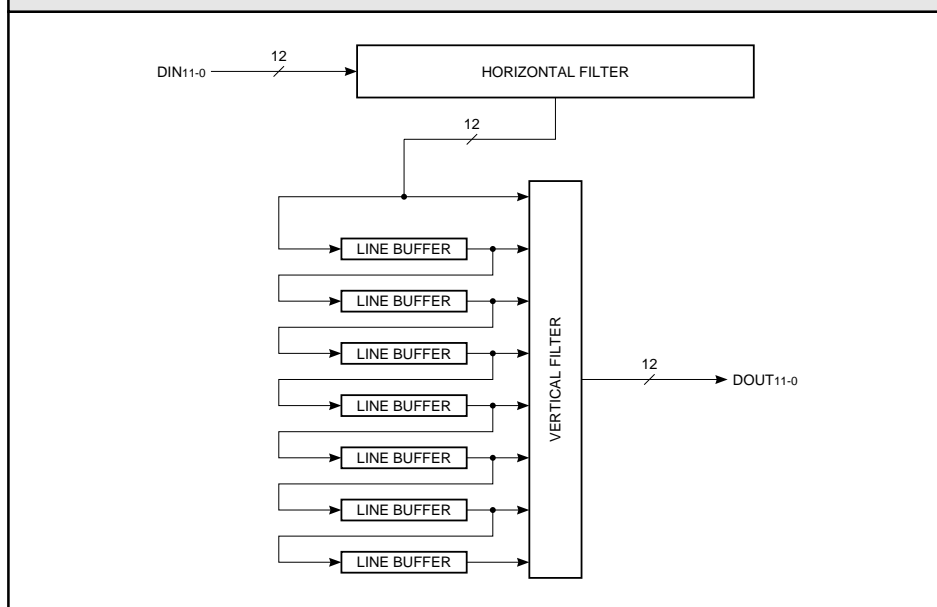 12
DIN11-0
HORIZONTAL FILTER
12
LINE BUFFER
LINE BUFFER
LINE BUFFER
LINE BUFFER
LINE BUFFER
LINE BUFFER
LINE BUFFER
VERTICAL FILTER
12
DOUT11-0